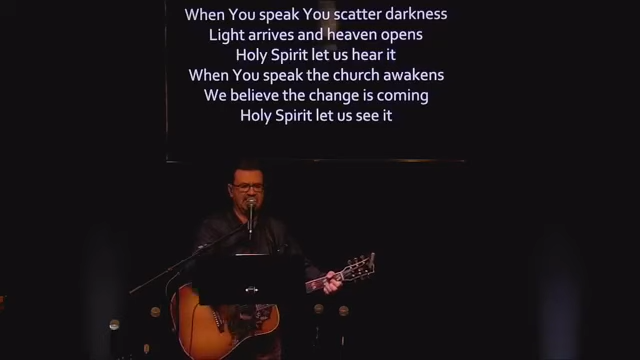 When You speak You scatter darkness
Light arrives and heaven opens
Holy Spirit let us hear it
When You speak the church awakens
We believe the change is coming
Holy Spirit let us see it